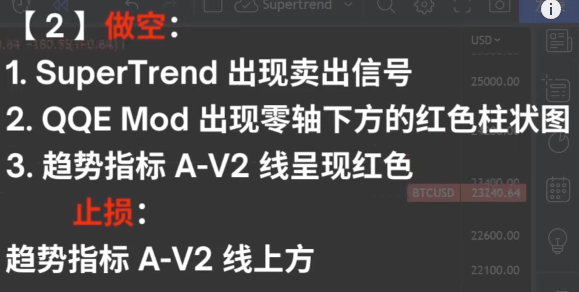 Supertrend
【 2 】做空：
USD
25000.00
1. SuperTrend 出现卖出信号
2. QQE Mod 出现零轴下方的红色柱状图
3. 趋势指标 A-V2 线呈现红色
BTCUSD 23240.64
止损：
22600.00
趋势指标 A-V2 线上方
22100.00